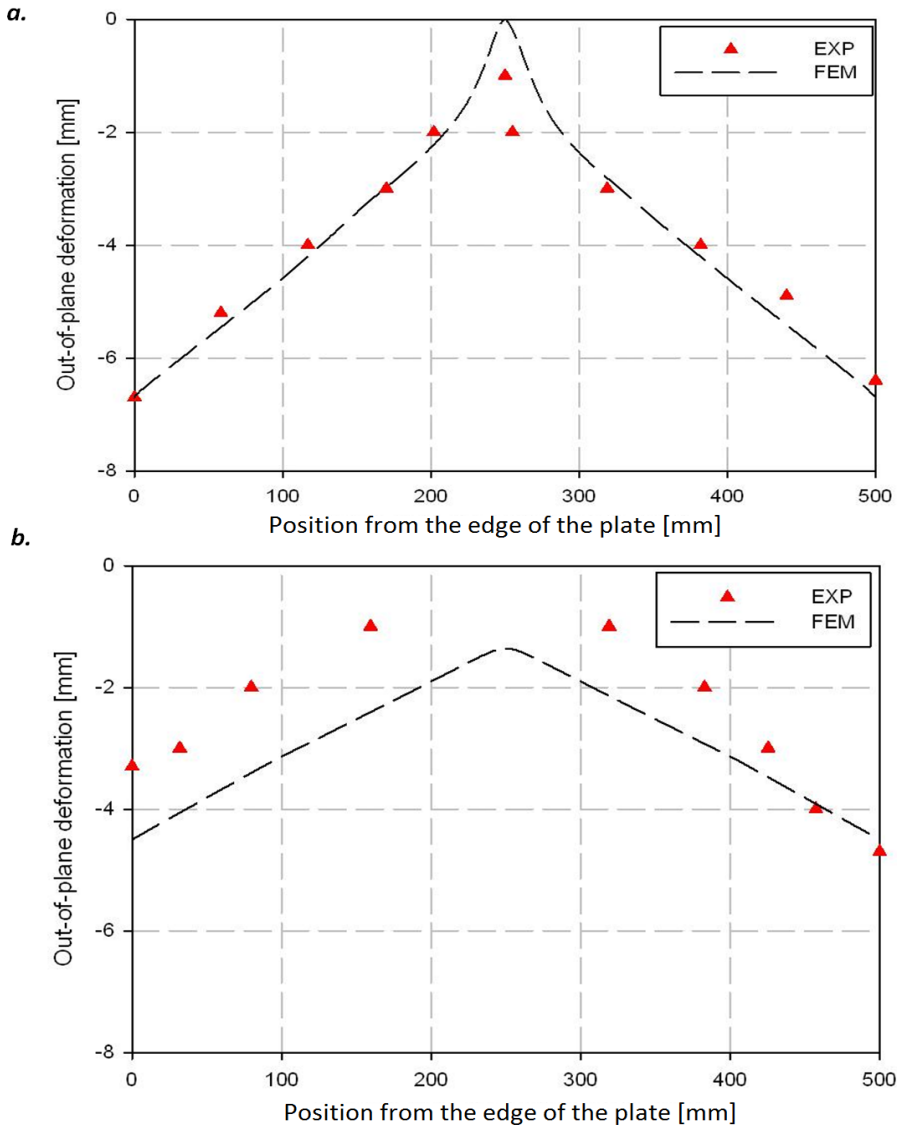 a.
0
-2
-4
-6
-8
Out-of-plane deformation [mm]
EXP
FEM
0 100 200 300 400 500
Position from the edge of the plate [mm]
b.
0
-2
-4
-6
-8
Out-of-plane deformation [mm]
EXP
FEM
0 100 200 300 400 500
Position from the edge of the plate [mm]